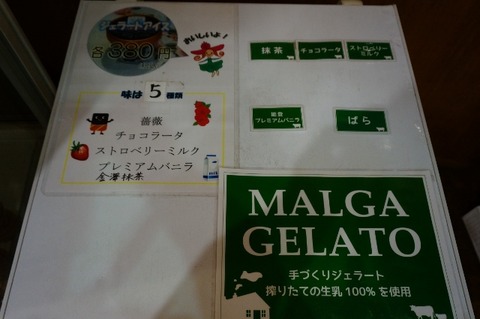 ジェラートアイス
330円
おいしいよ!
味は5種類
薔薇
チョコラータ
ストロベリーミルク
プレミアムバニラ
金澤抹茶
抹茶
チョコラータ
ストロベリー
ミルク
能登
プレミアムバニラ
ばら
MALGA
GELATO
手づくりジェラート
搾りたての生乳100%を使用